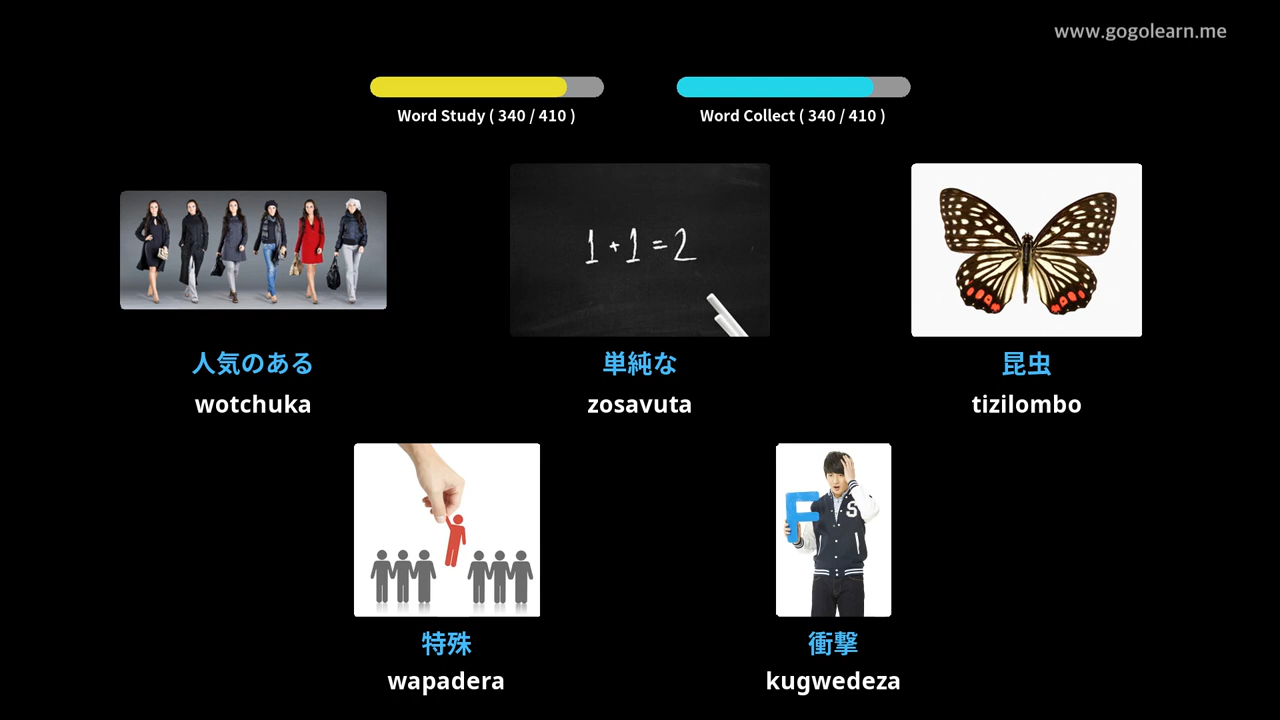 www.gogolearn.me
Word Study ( 340 / 410 )
Word Collect ( 340 / 410 )
1 + 1 = 2
人気のある
wotchuka
単純な
zosavuta
昆虫
tizilombo
F
S
特殊
wapadera
衝撃
kugwedeza